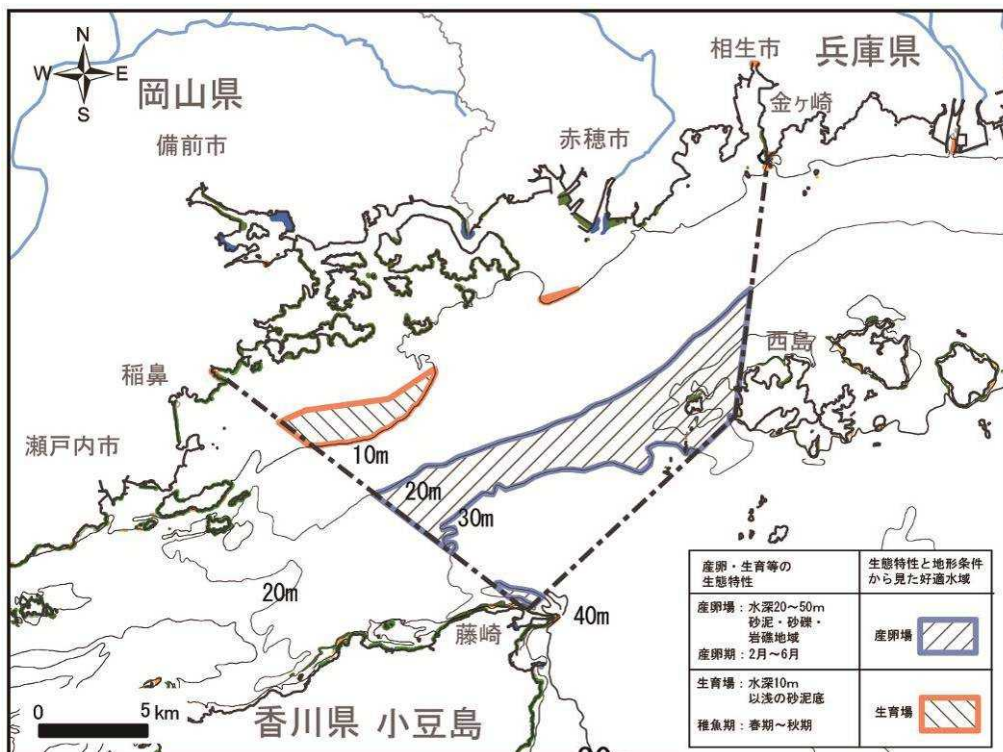 N
W E
S
岡山県
備前市
相生市
兵庫県
金ヶ崎
赤穂市
西島
稲鼻
瀬戸内市
10m
20m
30m
20m
藤崎
40m
0 5km
香川県 小豆島
産卵・生育等の
生態特性
生態特性と地形条件
から見た好適水域
産卵場：水深20～50m
砂泥・砂礫・
岩礁地域
産卵期：2月～6月
産卵場
生育場：水深10m
以浅の砂泥底
稚魚期：春期～秋期
生育場